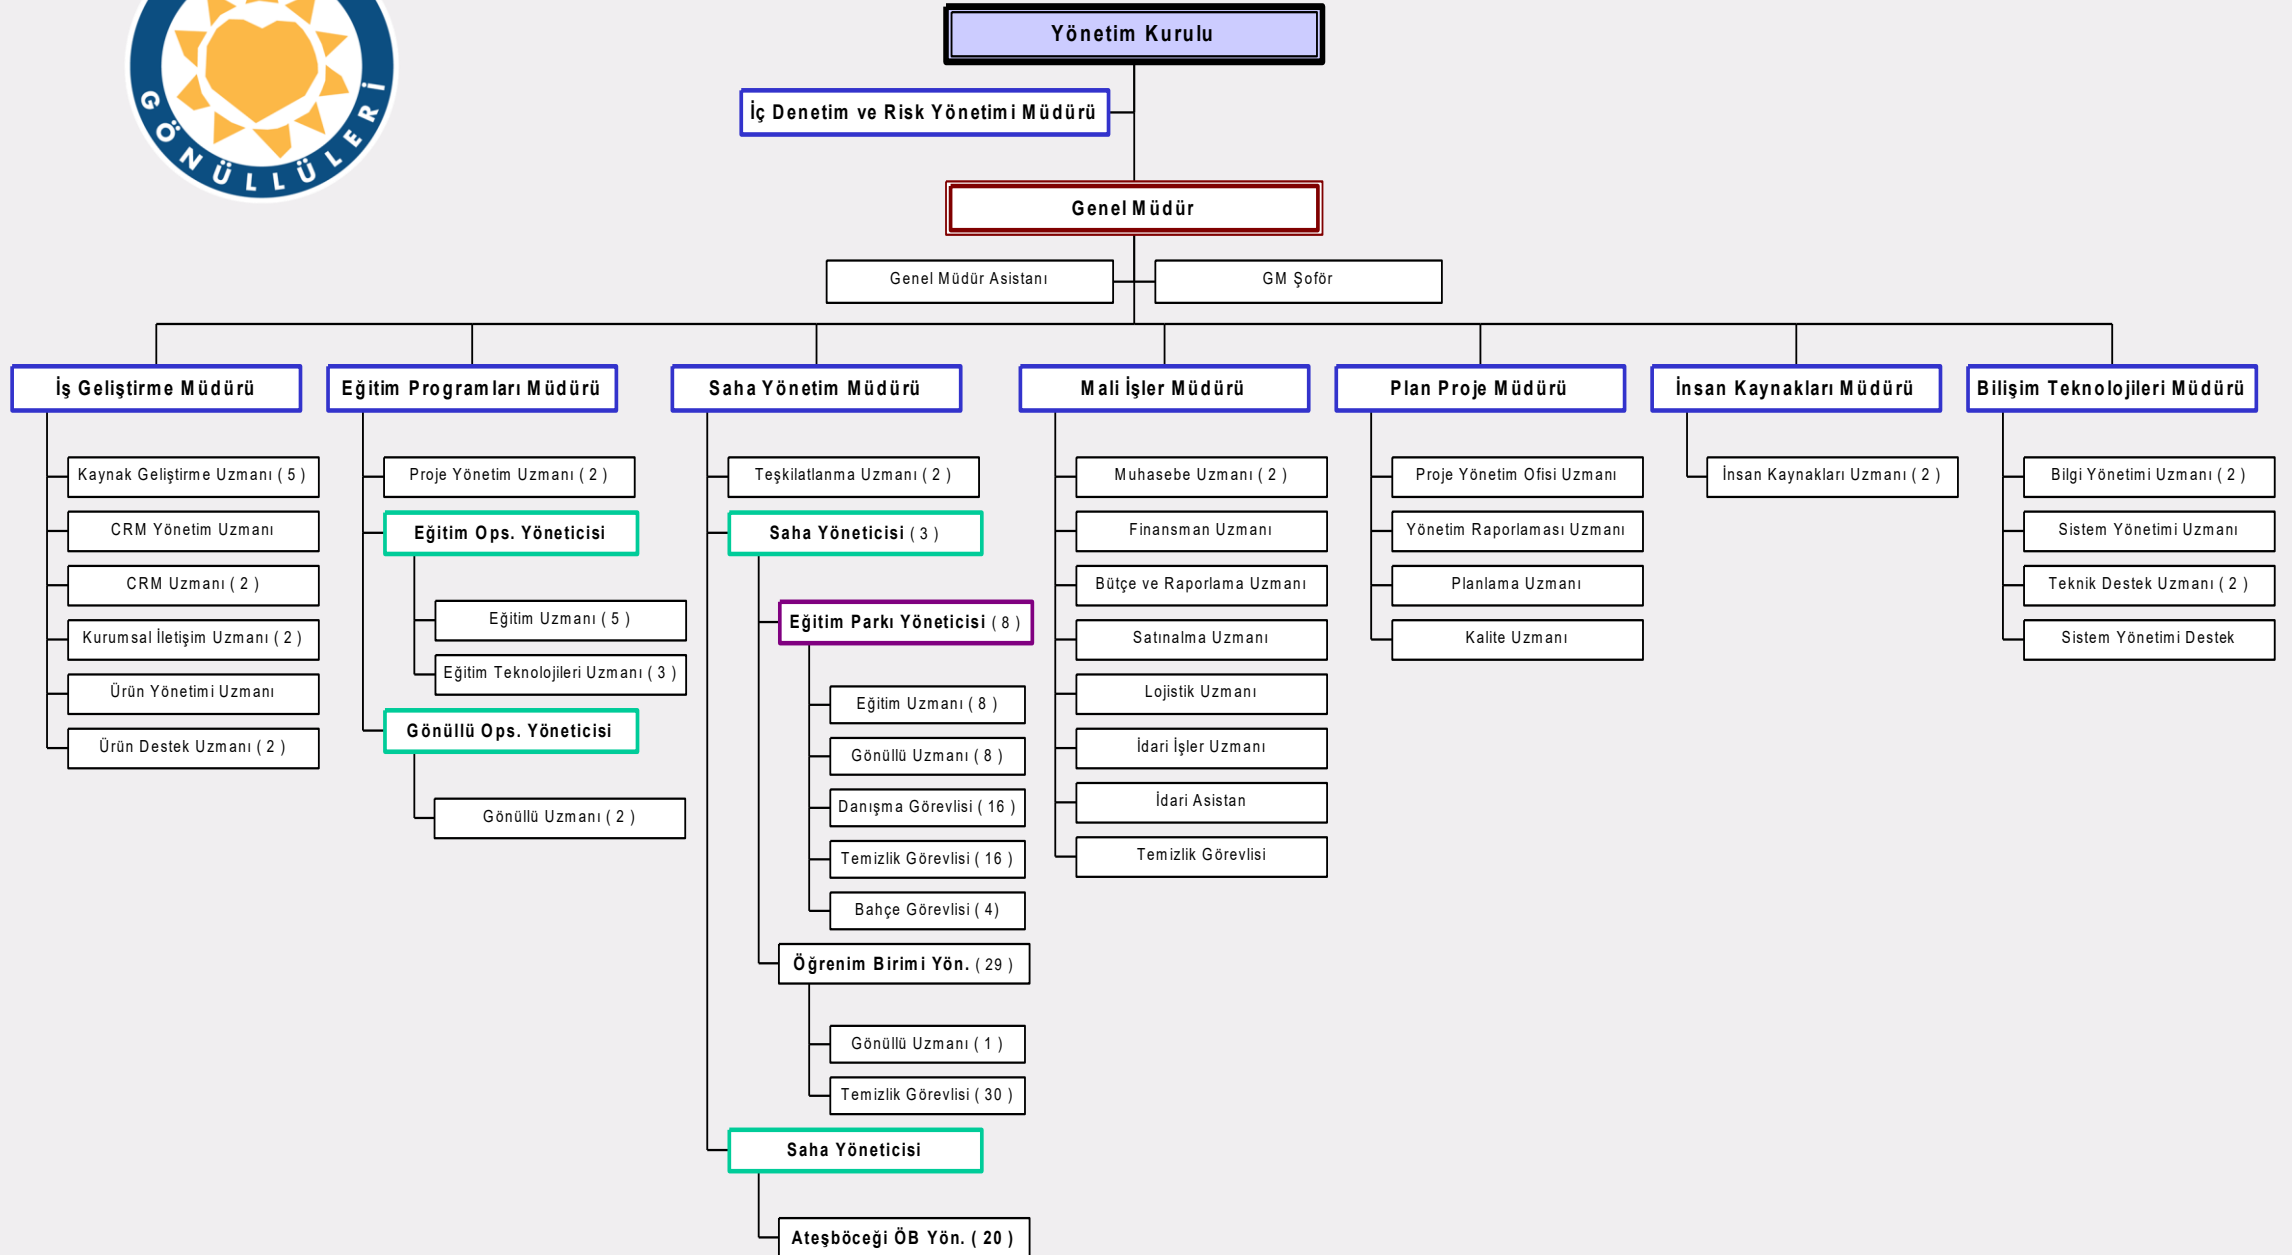 GÖNÜLLÜLERİ
Yönetim Kurulu
İç Denetim ve Risk Yönetimi Müdürü
Genel Müdür
Genel Müdür Asistanı
GM Şoför
İş Geliştirme Müdürü
Kaynak Geliştirme Uzmanı ( 5 )
CRM Yönetim Uzmanı
CRM Uzmanı ( 2 )
Kurumsal İletişim Uzmanı ( 2 )
Ürün Yönetimi Uzmanı
Ürün Destek Uzmanı ( 2 )
Eğitim Programları Müdürü
Proje Yönetim Uzmanı ( 2 )
Eğitim Ops. Yöneticisi
Eğitim Uzmanı ( 5 )
Eğitim Teknolojileri Uzmanı ( 3 )
Gönüllü Ops. Yöneticisi
Gönüllü Uzmanı ( 2 )
Saha Yönetim Müdürü
Teşkilatlanma Uzmanı ( 2 )
Saha Yöneticisi ( 3 )
Eğitim Parkı Yöneticisi ( 8 )
Eğitim Uzmanı ( 8 )
Gönüllü Uzmanı ( 8 )
Danışma Görevlisi ( 16 )
Temizlik Görevlisi ( 16 )
Bahçe Görevlisi ( 4)
Öğrenim Birimi Yön. ( 29 )
Gönüllü Uzmanı ( 1 )
Temizlik Görevlisi ( 30 )
Saha Yöneticisi
Ateşböceği ÖB Yön. ( 20 )
Mali İşler Müdürü
Muhasebe Uzmanı ( 2 )
Finansman Uzmanı
Bütçe ve Raporlama Uzmanı
Satınalma Uzmanı
Lojistik Uzmanı
İdari İşler Uzmanı
İdari Asistan
Temizlik Görevlisi
Plan Proje Müdürü
Proje Yönetim Ofisi Uzmanı
Yönetim Raporlaması Uzmanı
Planlama Uzmanı
Kalite Uzmanı
İnsan Kaynakları Müdürü
İnsan Kaynakları Uzmanı ( 2 )
Bilişim Teknolojileri Müdürü
Bilgi Yönetimi Uzmanı ( 2 )
Sistem Yönetimi Uzmanı
Teknik Destek Uzmanı ( 2 )
Sistem Yönetimi Destek